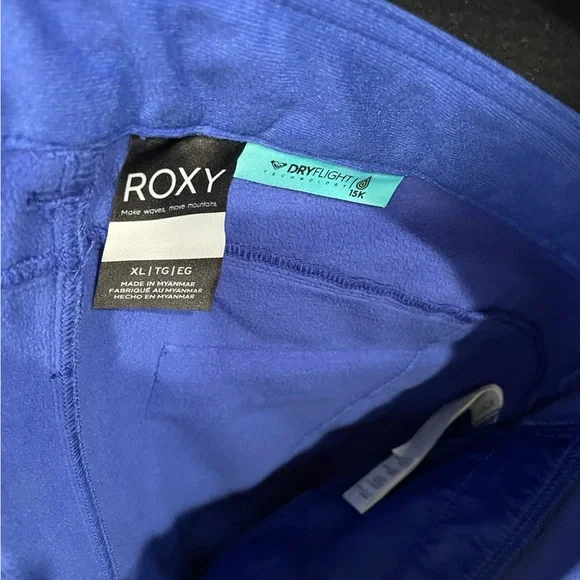 ROXY
Make waves, move mountains.
XL | TG | EG
MADE IN MYANMAR
FABRIQUÉ AU MYANMAR
HECHO EN MYANMAR
DRYFLIGHT
TECHNOLOGY
15K